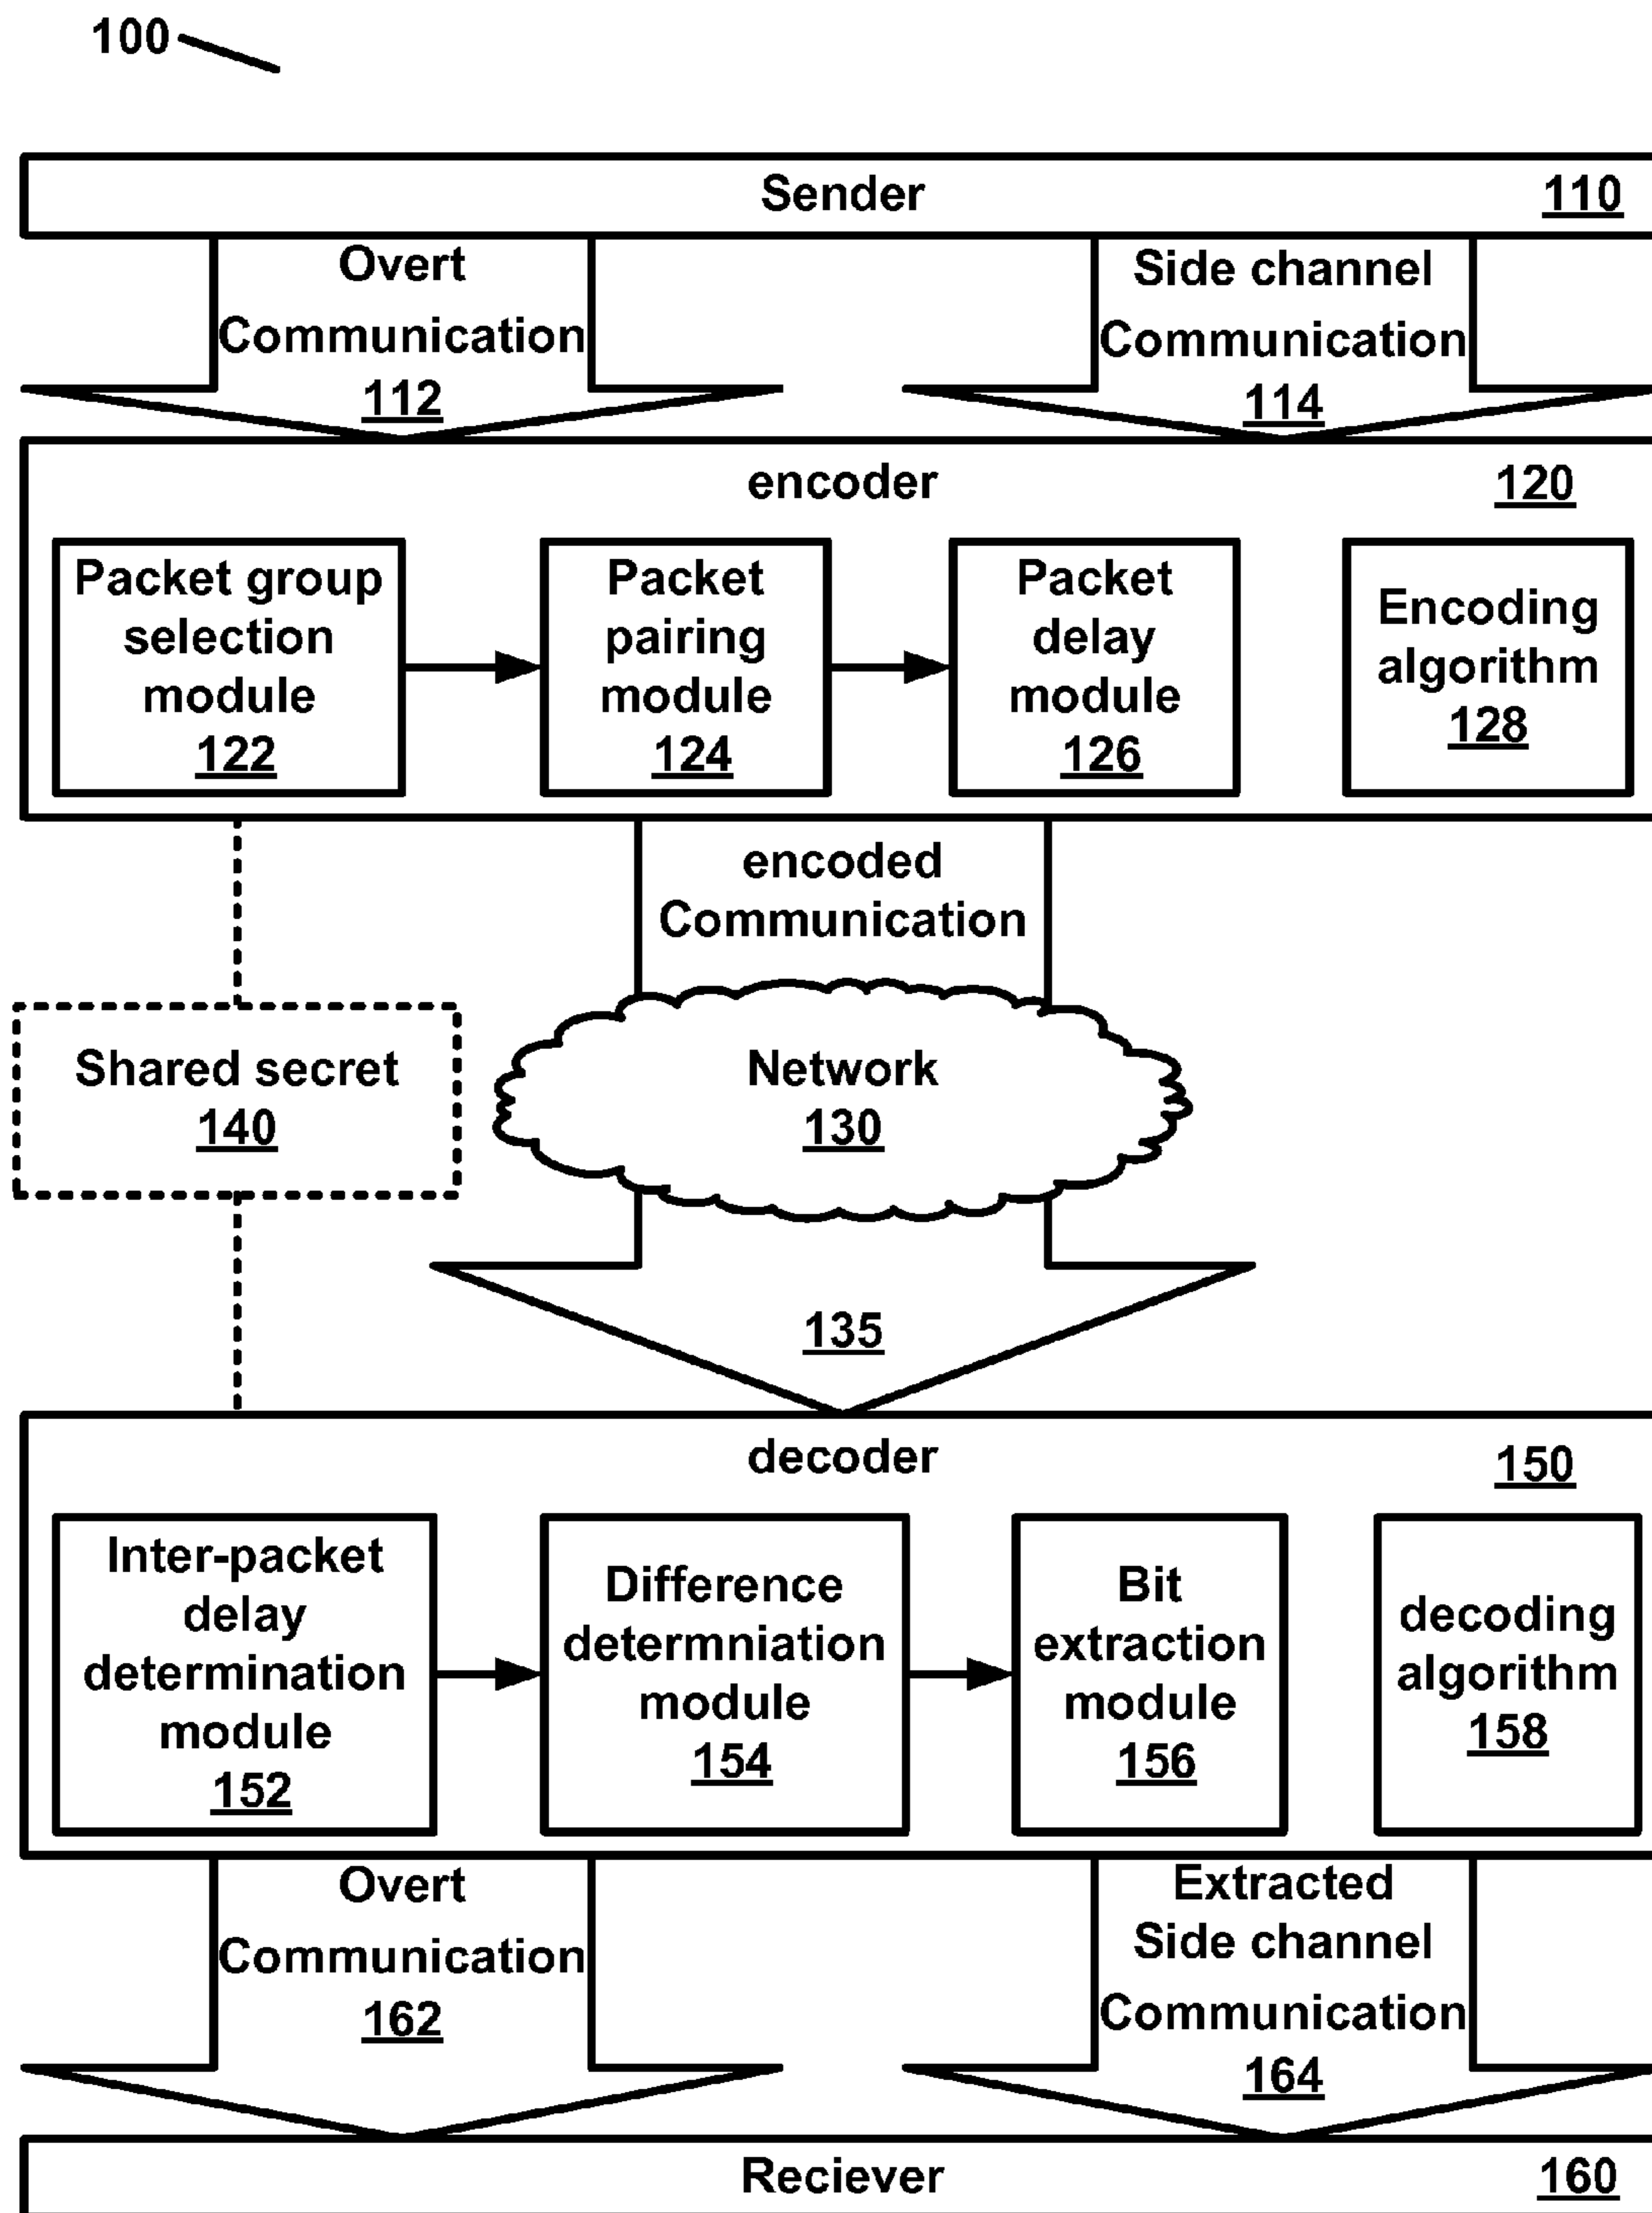 100
Sender 110
Overt
Communication
112
Side channel
Communication
114
encoder 120
Packet group
selection
module
122
Packet
pairing
module
124
Packet
delay
module
126
Encoding
algorithm
128
encoded
Communication
Shared secret
140
Network
130
135
decoder 150
Inter-packet
delay
determination
module
152
Difference
determniation
module
154
Bit
extraction
module
156
decoding
algorithm
158
Overt
Communication
162
Extracted
Side channel
Communication
164
Reciever 160